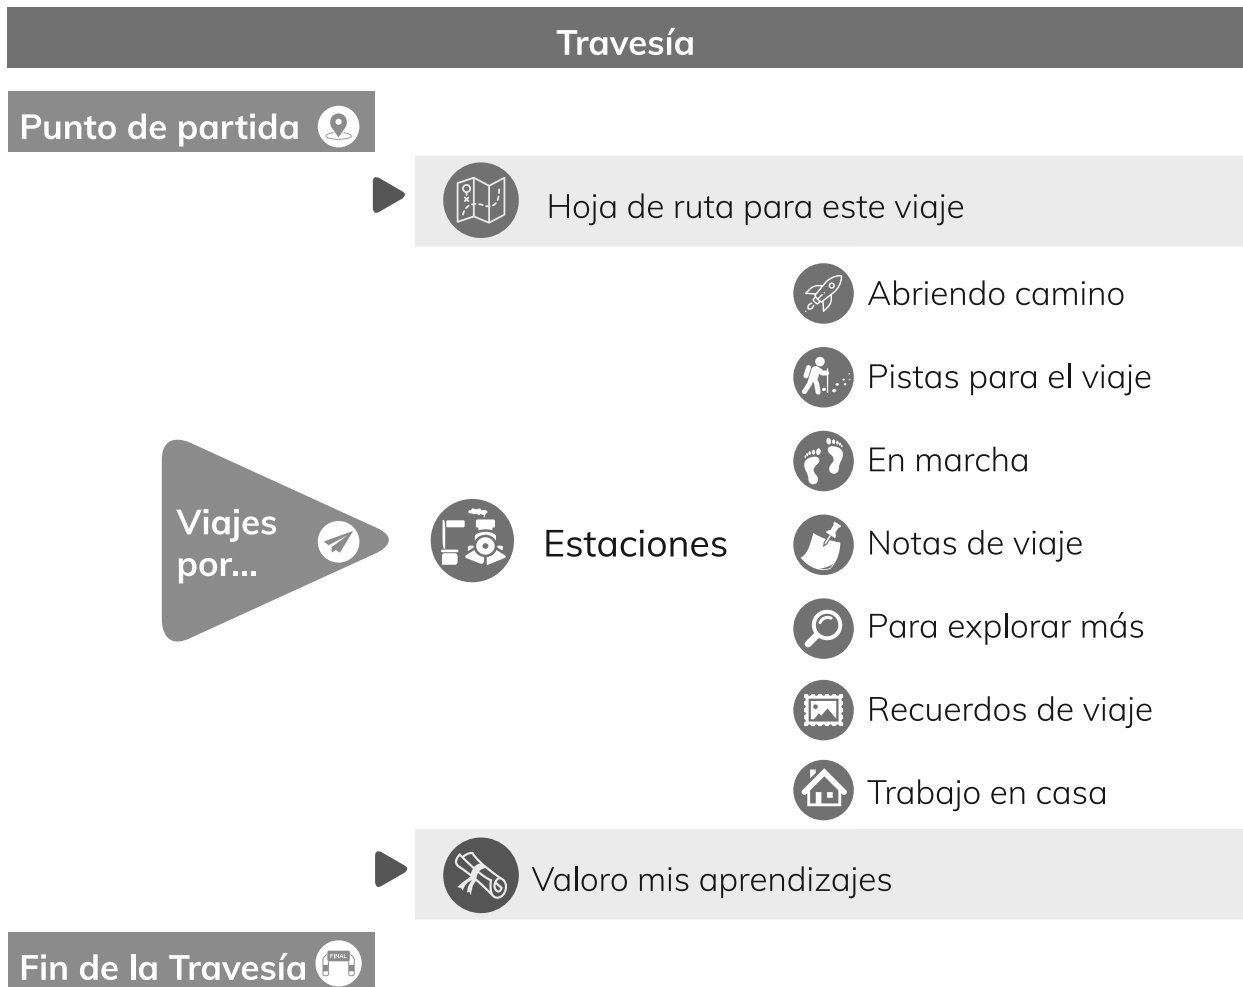 Travesía
Punto de partida
Hoja de ruta para este viaje
Abriendo camino
Pistas para el viaje
En marcha
Viajes
por...
Estaciones
Notas de viaje
Para explorar más
Recuerdos de viaje
Trabajo en casa
Valoro mis aprendizajes
Fin de la Travesía
FINAL